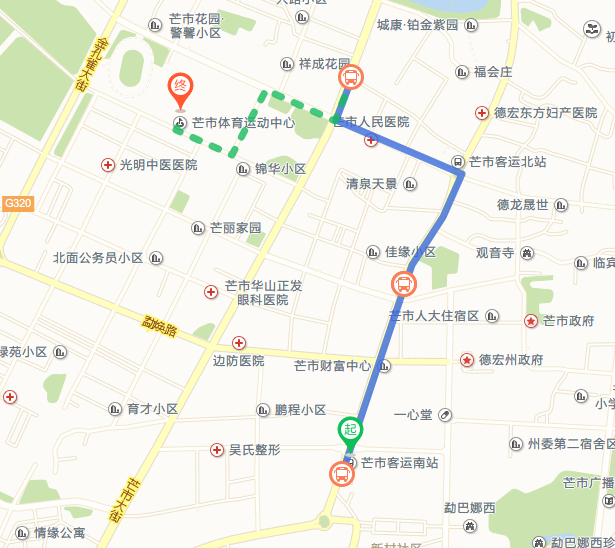 芒市花园·
警馨小区
城康·铂金紫园
祥成花园
金孔雀大街
终
福会庄
德宏东方妇产医院
芒市体育运动中心
芒市人民医院
光明中医医院
锦华小区
清泉天景
芒市客运北站
G320
德龙晟世
芒丽家园
佳缘小区
观音寺
北面公务员小区
临宾
芒市华山正发
眼科医院
芒市人大住宿区
芒市政府
勐焕路
边防医院
芒市财富中心
德宏州政府
绿苑小区
小学
育才小区
鹏程小区
一心堂
起
吴氏整形
芒市客运南站
州委第二宿舍区
芒市广播
芒市大街
勐巴娜西
情缘公寓
勐巴娜西珍